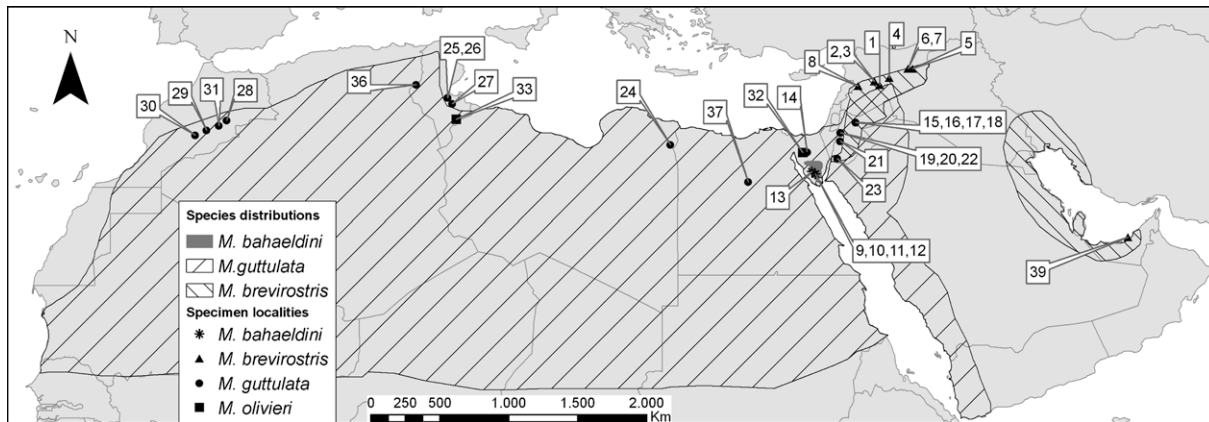 N
25, 26
2,3
1
4
6,7
5
8
36
27
33
28
31
29
30
24
37
32
14
15, 16, 17, 18
19, 20, 22
21
23
13
9, 10, 11, 12
39
Species distributions
M. bahaeldini
M.guttulata
M. brevirostris
Specimen localities
M. bahaeldini
M. brevirostris
M. guttulata
M. olivieri
0 250 500 1.000 1.500 2.000
Km